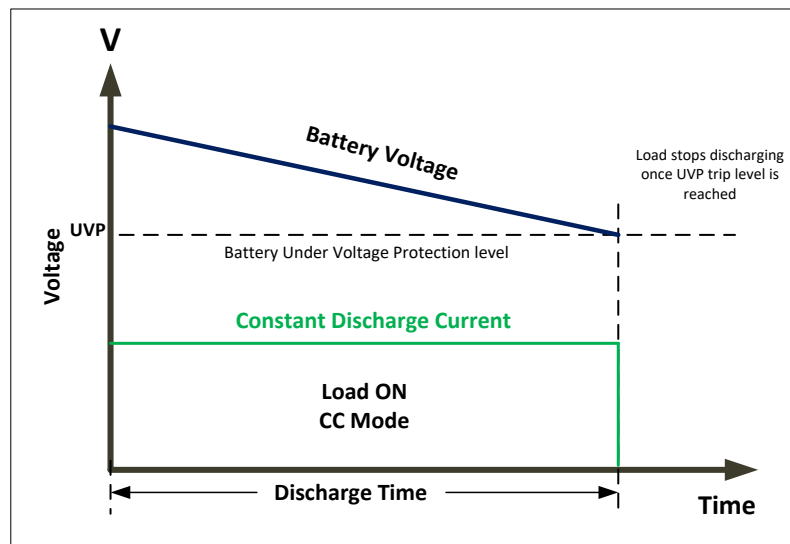 V
Battery Voltage
Load stops discharging
once UVP trip level is
reached
UVP
Battery Under Voltage Protection level
Voltage
Constant Discharge Current
Load ON
CC Mode
Discharge Time
Time